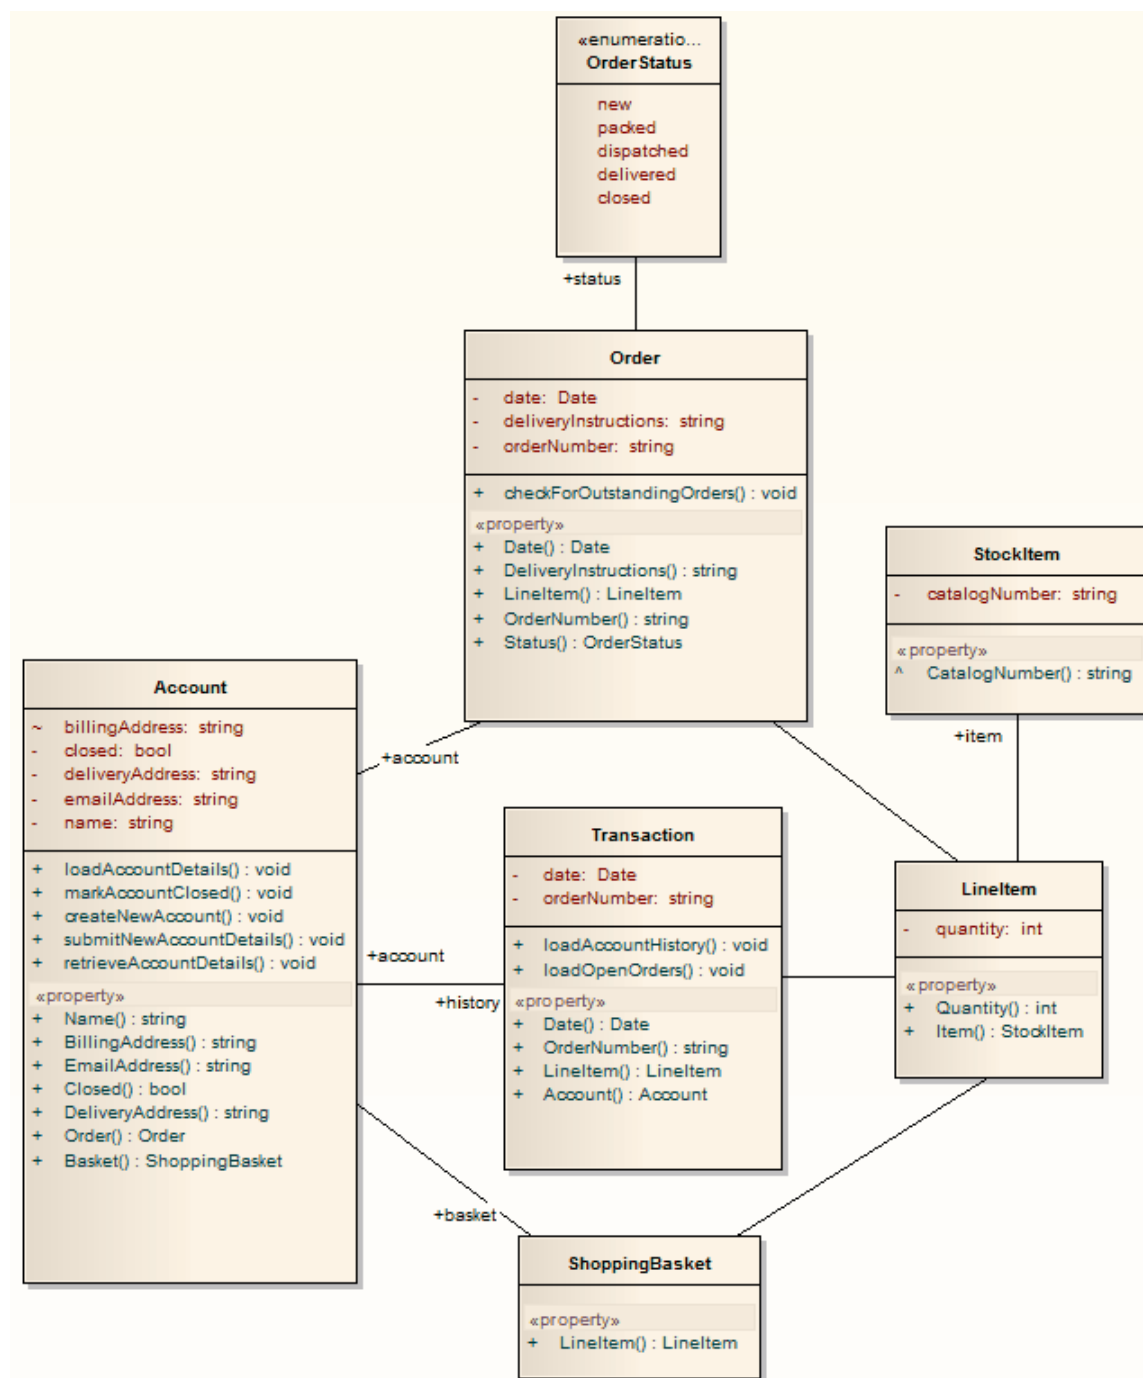 «enumeratio...
OrderStatus
new
packed
dispatched
delivered
closed
+status
Order
- date: Date
- deliveryInstructions: string
- orderNumber: string
+ checkForOutstandingOrders() : void
«property»
+ Date() : Date
+ DeliveryInstructions() : string
+ LineItem() : LineItem
+ OrderNumber() : string
+ Status() : OrderStatus
StockItem
- catalogNumber: string
«property»
^ CatalogNumber() : string
+item
Account
~ billingAddress: string
- closed: bool
- deliveryAddress: string
- emailAddress: string
- name: string
+ loadAccountDetails() : void
+ markAccountClosed() : void
+ createNewAccount() : void
+ submitNewAccountDetails() : void
+ retrieveAccountDetails() : void
«property»
+ Name() : string
+ BillingAddress() : string
+ EmailAddress() : string
+ Closed() : bool
+ DeliveryAddress() : string
+ Order() : Order
+ Basket() : ShoppingBasket
+account
+account
+history
+basket
Transaction
- date: Date
- orderNumber: string
+ loadAccountHistory() : void
+ loadOpenOrders() : void
«property»
+ Date() : Date
+ OrderNumber() : string
+ LineItem() : LineItem
+ Account() : Account
LineItem
- quantity: int
«property»
+ Quantity() : int
+ Item() : StockItem
ShoppingBasket
«property»
+ LineItem() : LineItem